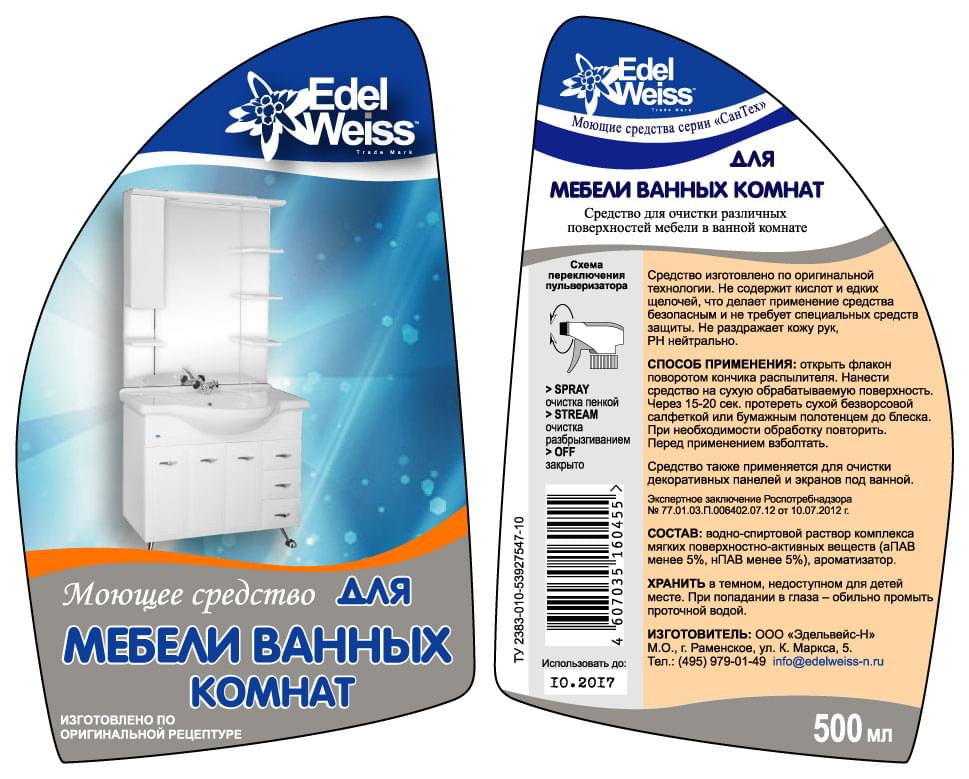 Edel
Weiss™
Trade Mark
Моющее средство ДЛЯ
МЕБЕЛИ ВАННЫХ
КОМНАТ
ИЗГОТОВЛЕНО ПО
ОРИГИНАЛЬНОЙ РЕЦЕПТУРЕ
Edel
Weiss™
Trade Mark
Моющие средства серии «СанТех»
ДЛЯ
МЕБЕЛИ ВАННЫХ КОМНАТ
Средство для очистки различных
поверхностей мебели в ванной комнате
Схема
переключения
пульверизатора
> SPRAY
очистка пенкой
> STREAM
очистка
разбрызгиванием
> OFF
закрыто
4 607035 160455 >
ТУ 2383-010-53927547-10
Использовать до:
10.2017
Средство изготовлено по оригинальной
технологии. Не содержит кислот и едких
щелочей, что делает применение средства
безопасным и не требует специальных средств
защиты. Не раздражает кожу рук,
PH нейтрально.
СПОСОБ ПРИМЕНЕНИЯ: открыть флакон
поворотом кончика распылителя. Нанести
средство на сухую обрабатываемую поверхность.
Через 15-20 сек. протереть сухой безворсовой
салфеткой или бумажным полотенцем до блеска.
При необходимости обработку повторить.
Перед применением взболтать.
Средство также применяется для очистки
декоративных панелей и экранов под ванной.
Экспертное заключение Роспотребнадзора
№ 77.01.03.П.006402.07.12 от 10.07.2012 г.
СОСТАВ: водно-спиртовой раствор комплекса
мягких поверхностно-активных веществ (аПАВ
менее 5%, нПАВ менее 5%), ароматизатор.
ХРАНИТЬ в темном, недоступном для детей
месте. При попадании в глаза – обильно промыть
проточной водой.
ИЗГОТОВИТЕЛЬ: ООО «Эдельвейс-Н»
М.О., г. Раменское, ул. К. Маркса, 5.
Тел.: (495) 979-01-49 info@edelweiss-n.ru
500 мл